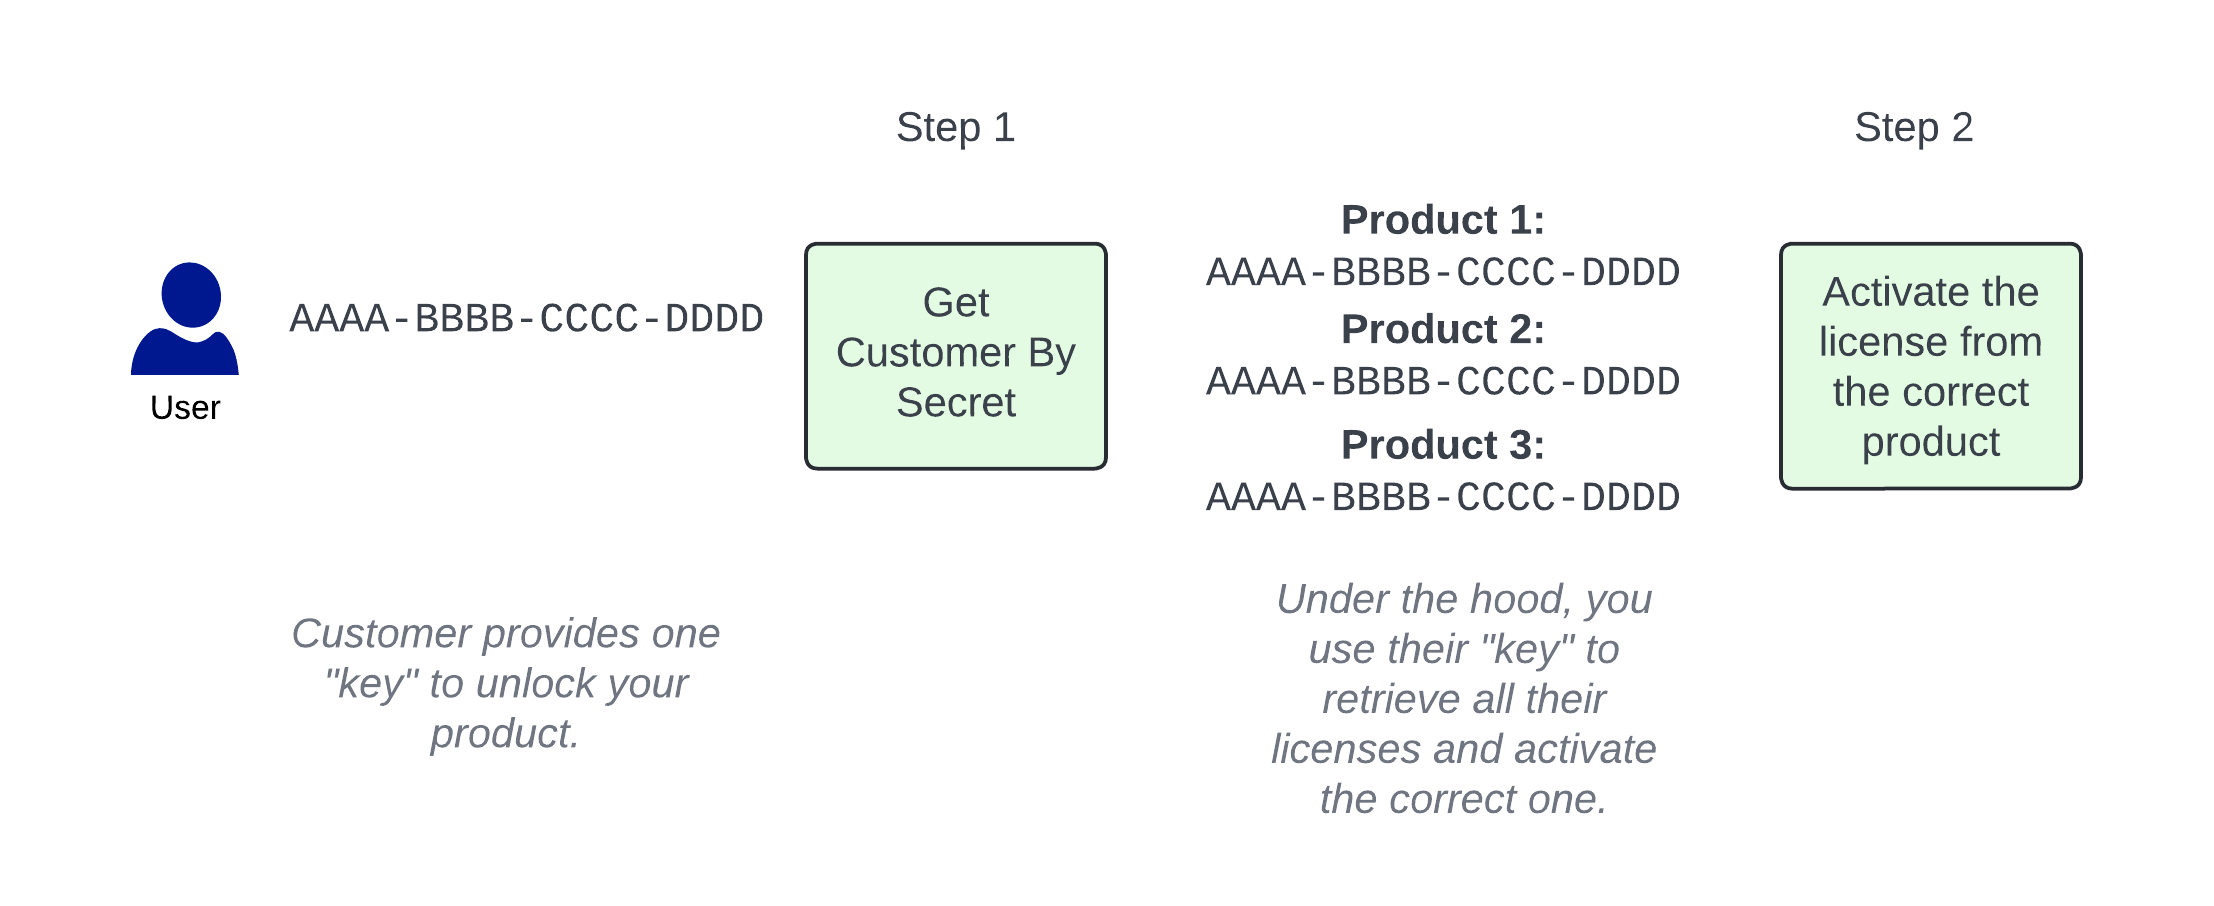 Step 1
Step 2
User
AAAA-BBBB-CCCC-DDDD
Get
Customer By
Secret
Product 1:
AAAA-BBBB-CCCC-DDDD
Product 2:
AAAA-BBBB-CCCC-DDDD
Product 3:
AAAA-BBBB-CCCC-DDDD
Activate the
license from
the correct
product
Customer provides one
"key" to unlock your
product.
Under the hood, you
use their "key" to
retrieve all their
licenses and activate
the correct one.